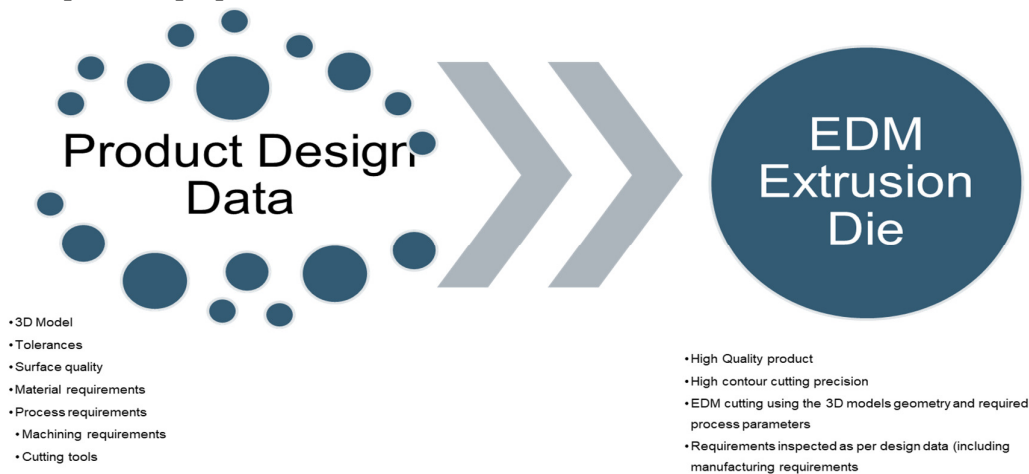 Product Design
Data
EDM
Extrusion
Die
•3D Model
•Tolerances
•Surface quality
•Material requirements
•Process requirements
•Machining requirements
•Cutting tools
•High Quality product
•High contour cutting precision
•EDM cutting using the 3D models geometry and required
process parameters
•Requirements inspected as per design data (including
manufacturing requirements